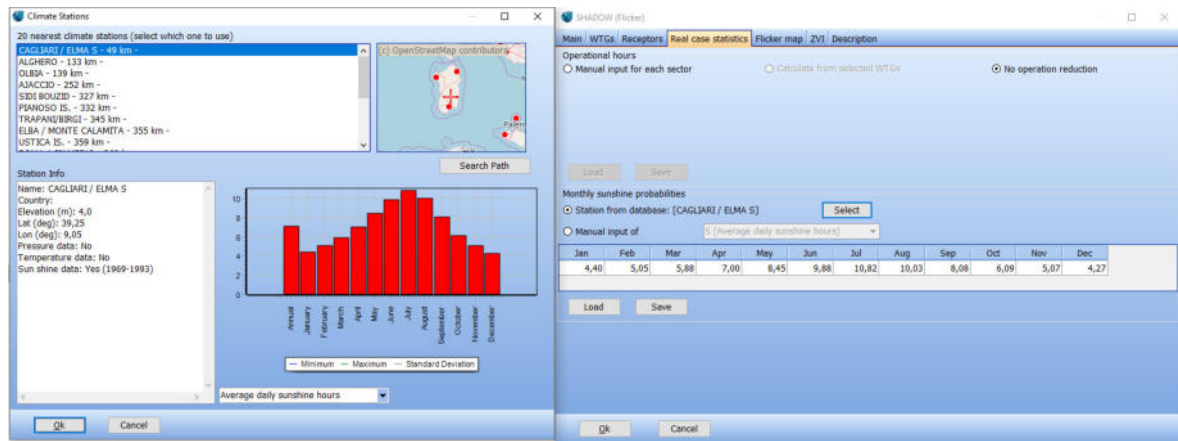 Climate Stations
20 nearest climate stations (select which one to use)
CAGLIARI / ELMA S - 49 km -
ALGHERO - 133 km -
OLBIA - 139 km -
AJACCIO - 252 km -
SIDI BOUZID - 327 km -
PIANOSO IS. - 332 km -
TRAPANI/BIRGI - 345 km -
ELBA / MONTE CALAMITA - 355 km -
USTICA IS. - 359 km -
(c) OpenStreetMap contributors
Palerm
Search Path
Station Info
Name: CAGLIARI / ELMA S
Country:
Elevation (m): 4,0
Lat (deg): 39,25
Lon (deg): 9,05
Pressure data: No
Temperature data: No
Sun shine data: Yes (1969-1993)
10
8
6
4
2
0
Annual
January
February
March
April
May
June
July
August
September
October
November
December
Minimum Maximum Standard Deviation
Average daily sunshine hours
Ok Cancel
SHADOW (Flicker)
Main WTGs Receptors Real case statistics Flicker map ZVI Description
Operational hours
Manual input for each sector Calculate from selected WTGs No operation reduction
Load Save
Monthly sunshine probabilities
Station from database: [CAGLIARI / ELMA S] Select
Manual input of S (Average daily sunshine hours)
Jan Feb Mar Apr May Jun Jul Aug Sep Oct Nov Dec
4,40 5,05 5,88 7,00 8,45 9,88 10,82 10,03 8,08 6,09 5,07 4,27
Load Save
Ok Cancel